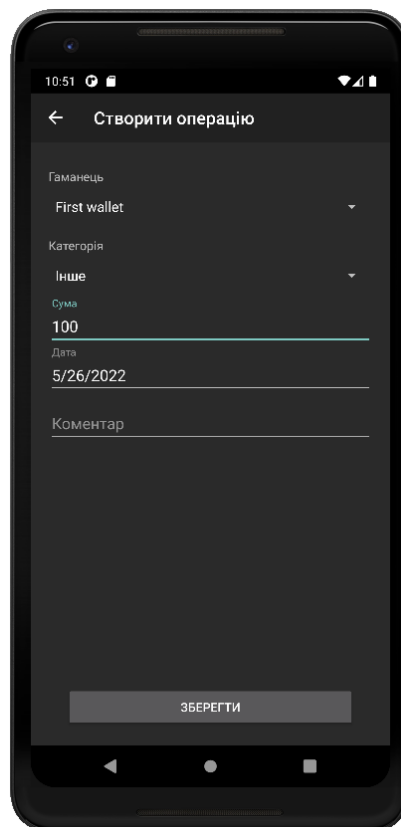 10:51
Створити операцію
Гаманець
First wallet
Категорія
Інше
Сума
100
Дата
5/26/2022
Коментар
ЗБЕРЕГТИ